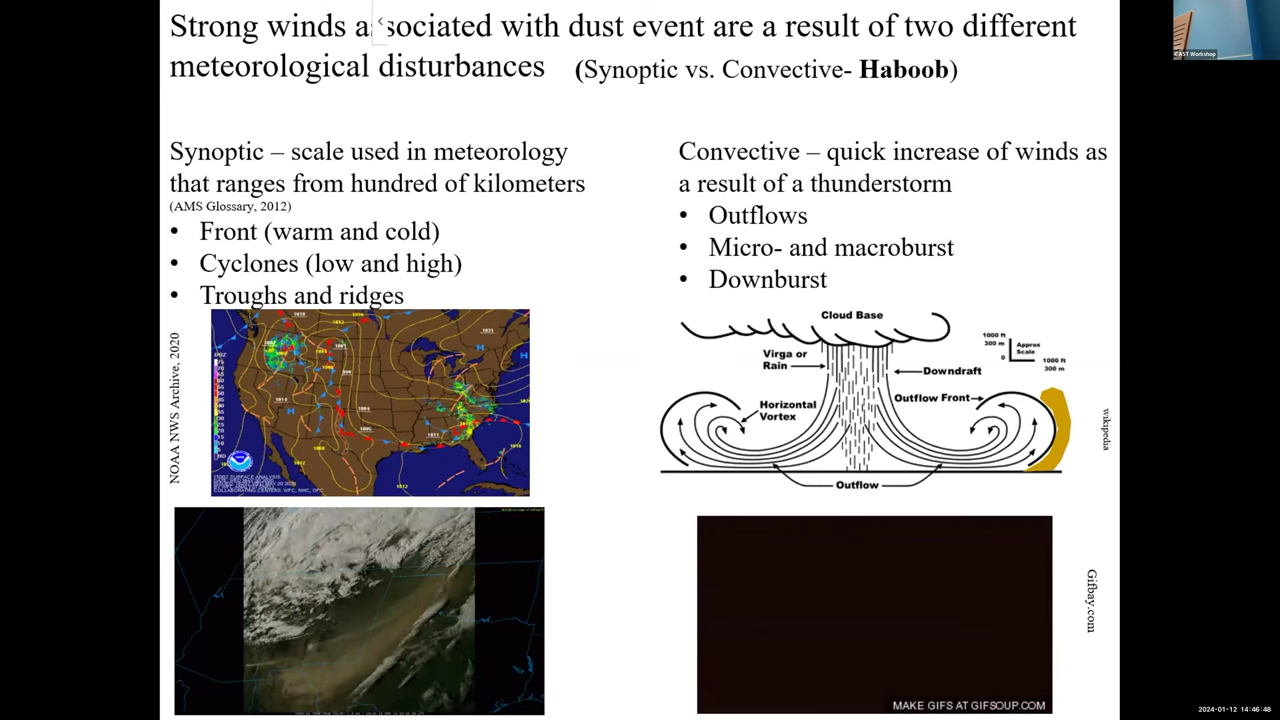 Strong winds associated with dust event are a result of two different
meteorological disturbances (Synoptic vs. Convective- Haboob)
Synoptic – scale used in meteorology
that ranges from hundred of kilometers
(AMS Glossary, 2012)
• Front (warm and cold)
• Cyclones (low and high)
• Troughs and ridges
NOAA NWS Archive, 2020
Convective – quick increase of winds as
a result of a thunderstorm
• Outflows
• Micro- and macroburst
• Downburst
Cloud Base
Virga or
Rain
Downdraft
Outflow Front
Horizontal
Vortex
Outflow
1000 ft
300 m
0
Approx
Scale
1000 ft
300 m
wikipedia
Gifbay.com
MAKE GIFS AT GIFSOUP.COM
2024-01-12 14:46:48